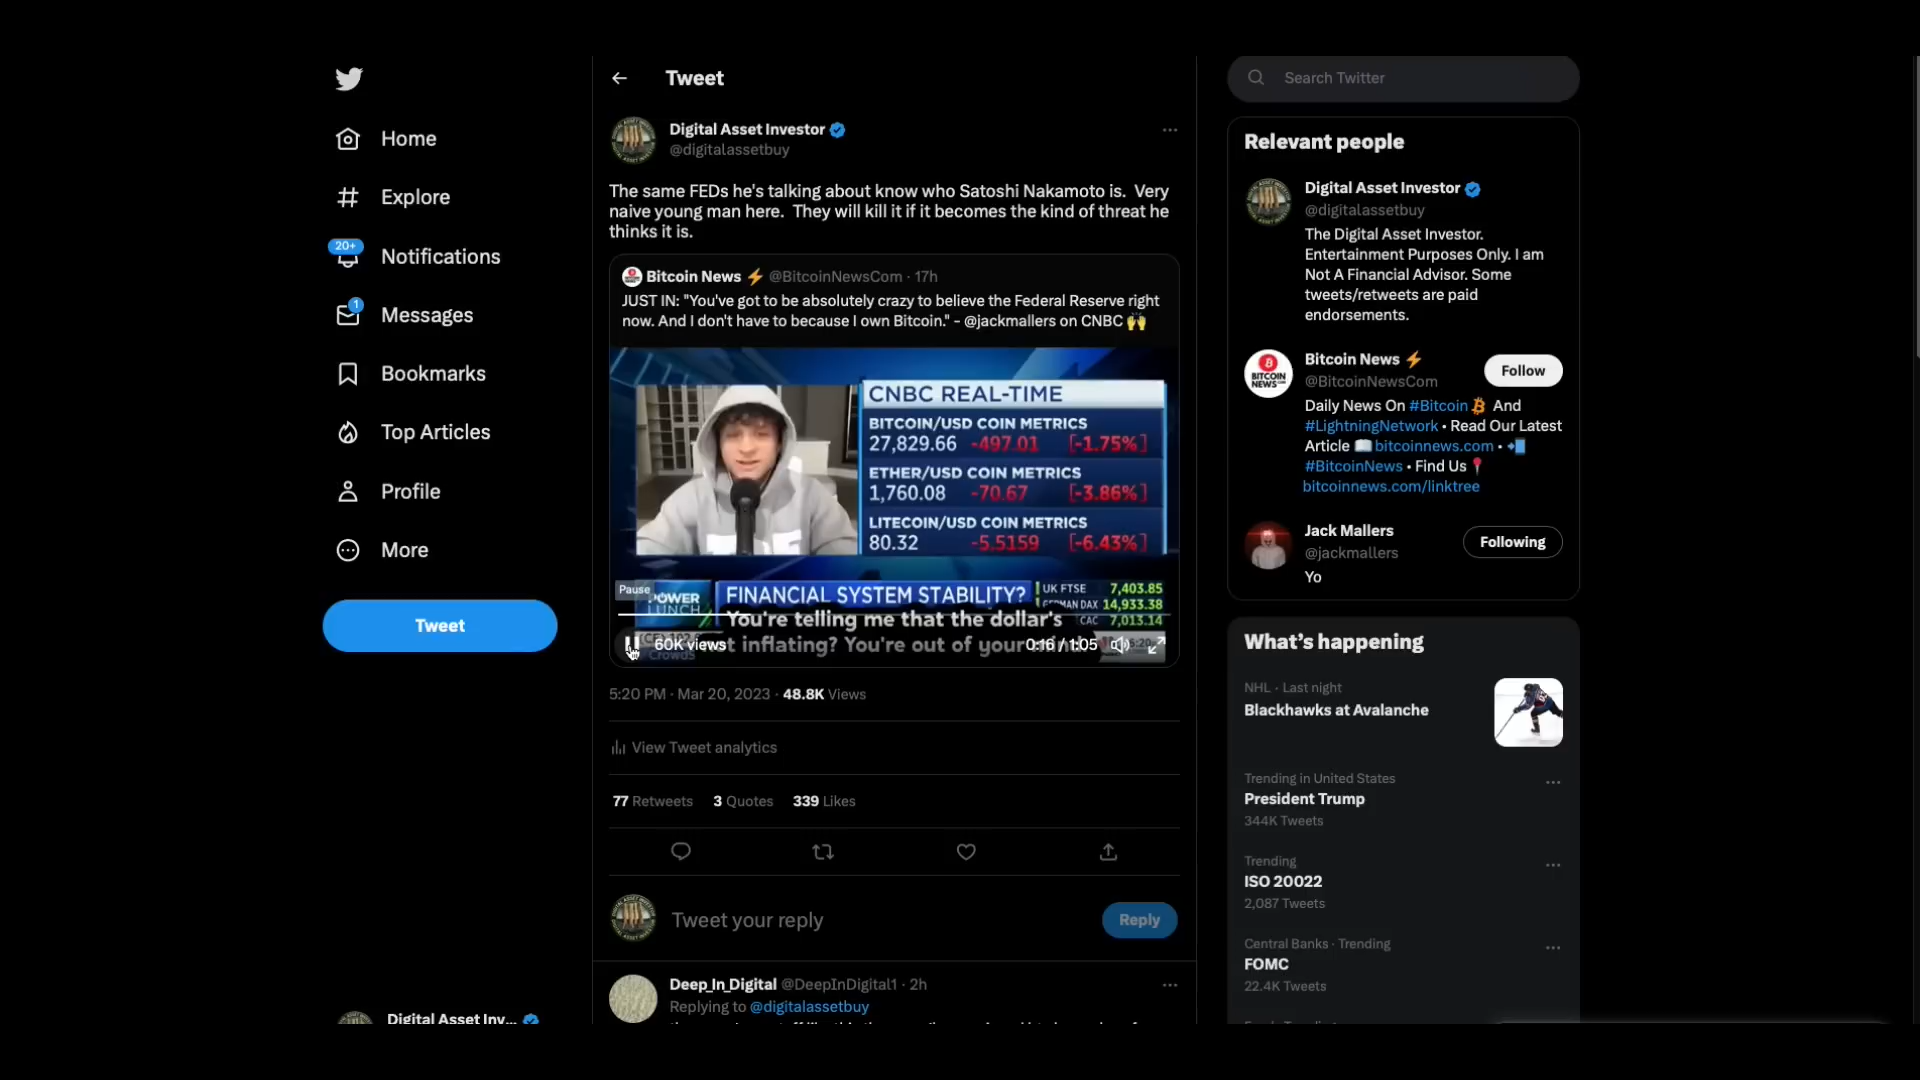 Home
Explore
20+
Notifications
1
Messages
Bookmarks
Top Articles
Profile
More
Tweet
Digital Asset Inv...
Tweet
Digital Asset Investor
@digitalassetbuy
The same FEDs he's talking about know who Satoshi Nakamoto is. Very
naive young man here. They will kill it if it becomes the kind of threat he
thinks it is.
Bitcoin News ⚡ @BitcoinNewsCom · 17h
JUST IN: "You've got to be absolutely crazy to believe the Federal Reserve right
now. And I don't have to because I own Bitcoin." - @jackmallers on CNBC 🙌
CNBC REAL-TIME
BITCOIN/USD COIN METRICS
27,829.66 -497.01 [-1.75%]
ETHER/USD COIN METRICS
1,760.08 -70.67 [-3.86%]
LITECOIN/USD COIN METRICS
80.32 -5.5159 [-6.43%]
Pause
POWER
LUNCH
FINANCIAL SYSTEM STABILITY?
UK FTSE 7,403.85
GERMAN DAX 14,933.38
CAC 7,013.14
You're telling me that the dollar's
not inflating? You're out of your
60K views
0:16 / 1:05
5:20 PM · Mar 20, 2023 · 48.8K Views
View Tweet analytics
77 Retweets 3 Quotes 339 Likes
Tweet your reply
Reply
Deep_In_Digital @DeepInDigital1 · 2h
Replying to @digitalassetbuy
Search Twitter
Relevant people
Digital Asset Investor
@digitalassetbuy
The Digital Asset Investor.
Entertainment Purposes Only. I am
Not A Financial Advisor. Some
tweets/retweets are paid
endorsements.
BITCOIN
NEWS
Bitcoin News ⚡
@BitcoinNewsCom
Follow
Daily News On #Bitcoin And
#LightningNetwork • Read Our Latest
Article 📖 bitcoinnews.com • 📲
#BitcoinNews • Find Us 📍
bitcoinnews.com/linktree
Jack Mallers
@jackmallers
Following
Yo
What's happening
NHL · Last night
Blackhawks at Avalanche
Trending in United States
President Trump
344K Tweets
Trending
ISO 20022
2,087 Tweets
Central Banks · Trending
FOMC
22.4K Tweets